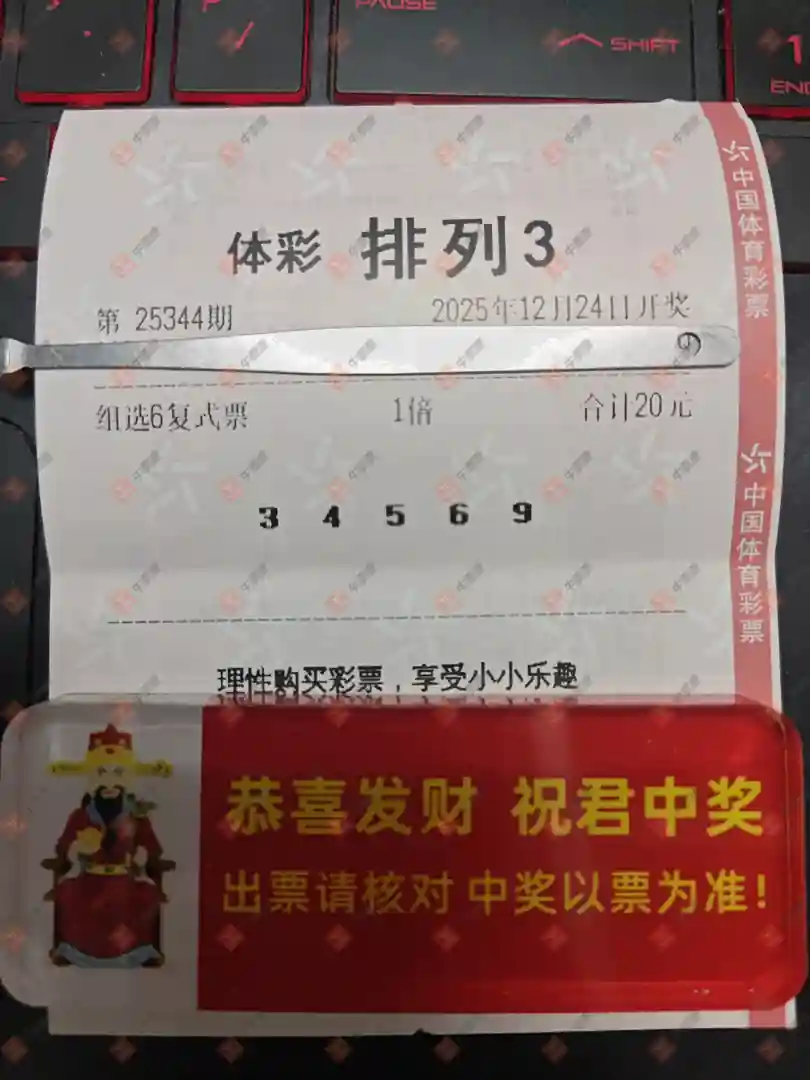 PAUSE
SHIFT
1
END
体彩 排列3
第 25344期 2025年12月24日开奖
6
组选6复式票 1倍 合计20元
3 4 5 6 9
理性购买彩票，享受小小乐趣
中国体育彩票
中国体育彩票
恭喜发财 祝君中奖
出票请核对 中奖以票为准！